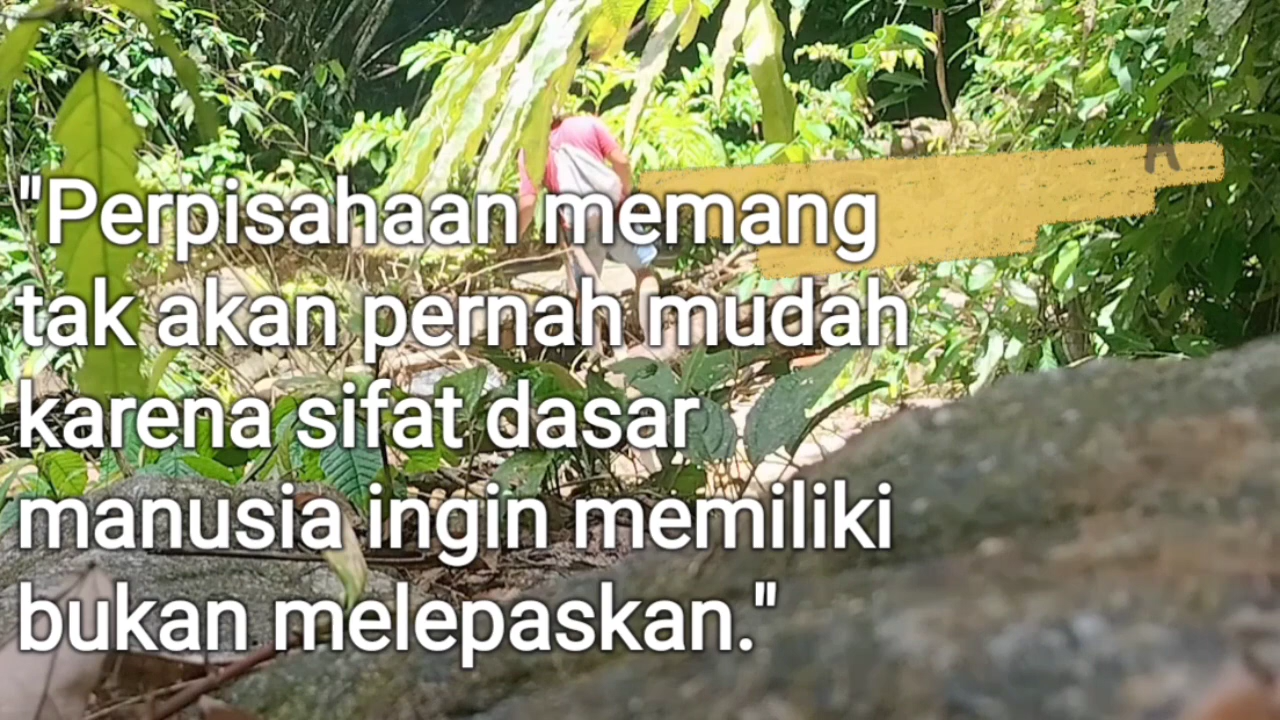 "Perpisahaan memang
tak akan pernah mudah
karena sifat dasar
manusia ingin memiliki
bukan melepaskan."